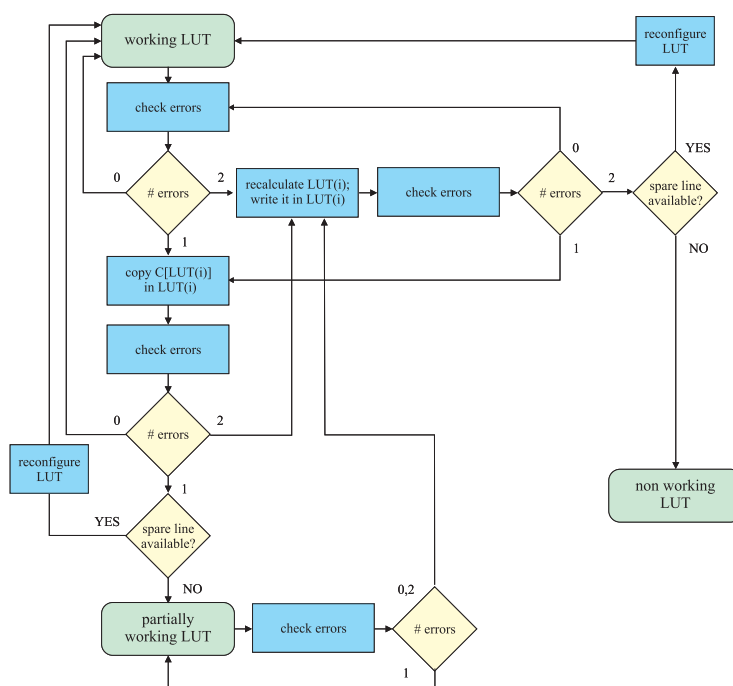 working LUT
reconfigure
LUT
check errors
0
# errors
2
1
recalculate LUT(i);
write it in LUT(i)
check errors
0
# errors
2
1
YES
spare line
available?
NO
copy C[LUT(i)]
in LUT(i)
check errors
0
# errors
2
1
reconfigure
LUT
YES
spare line
available?
NO
non working
LUT
partially
working LUT
check errors
0,2
# errors
1